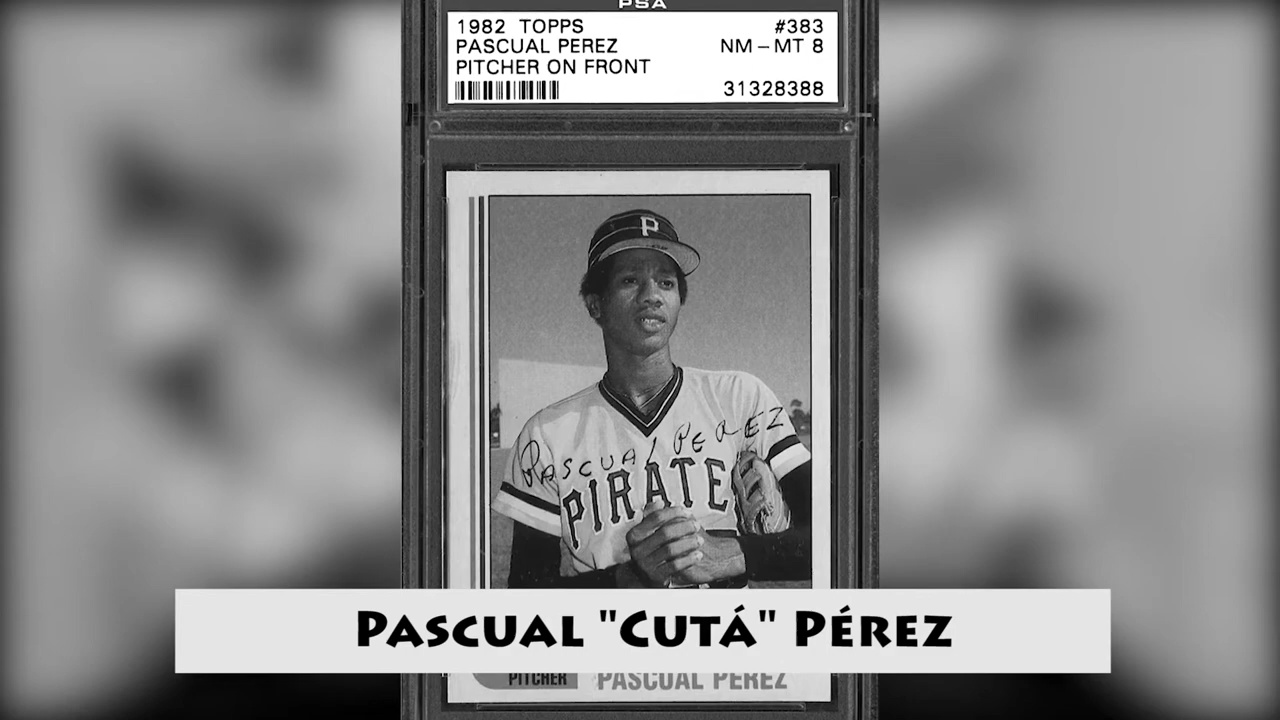 PSA
1982 TOPPS #383
PASCUAL PEREZ NM – MT 8
PITCHER ON FRONT
31328388
P
PASCUAL PEREZ
PIRATE
PASCUAL "CUTÁ" PÉREZ
PITCHER PASCUAL PEREZ